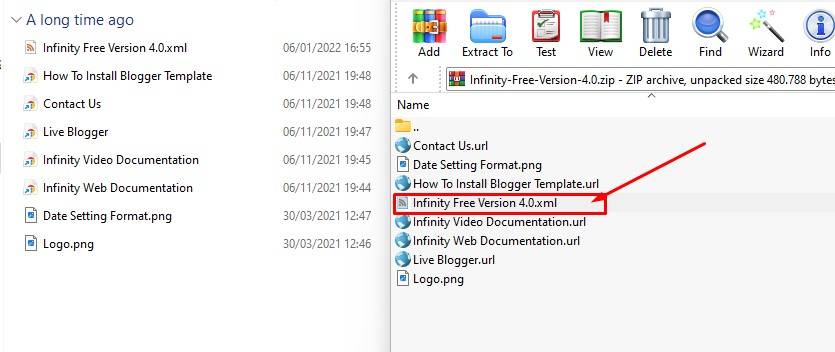 A long time ago
Infinity Free Version 4.0.xml 06/01/2022 16:55
How To Install Blogger Template 06/11/2021 19:48
Contact Us 06/11/2021 19:48
Live Blogger 06/11/2021 19:47
Infinity Video Documentation 06/11/2021 19:45
Infinity Web Documentation 06/11/2021 19:44
Date Setting Format.png 30/03/2021 12:47
Logo.png 30/03/2021 12:46
Add Extract To Test View Delete Find Wizard Info
Infinity-Free-Version-4.0.zip - ZIP archive, unpacked size 480.788 bytes
Name
..
Contact Us.url
Date Setting Format.png
How To Install Blogger Template.url
Infinity Free Version 4.0.xml
Infinity Video Documentation.url
Infinity Web Documentation.url
Live Blogger.url
Logo.png